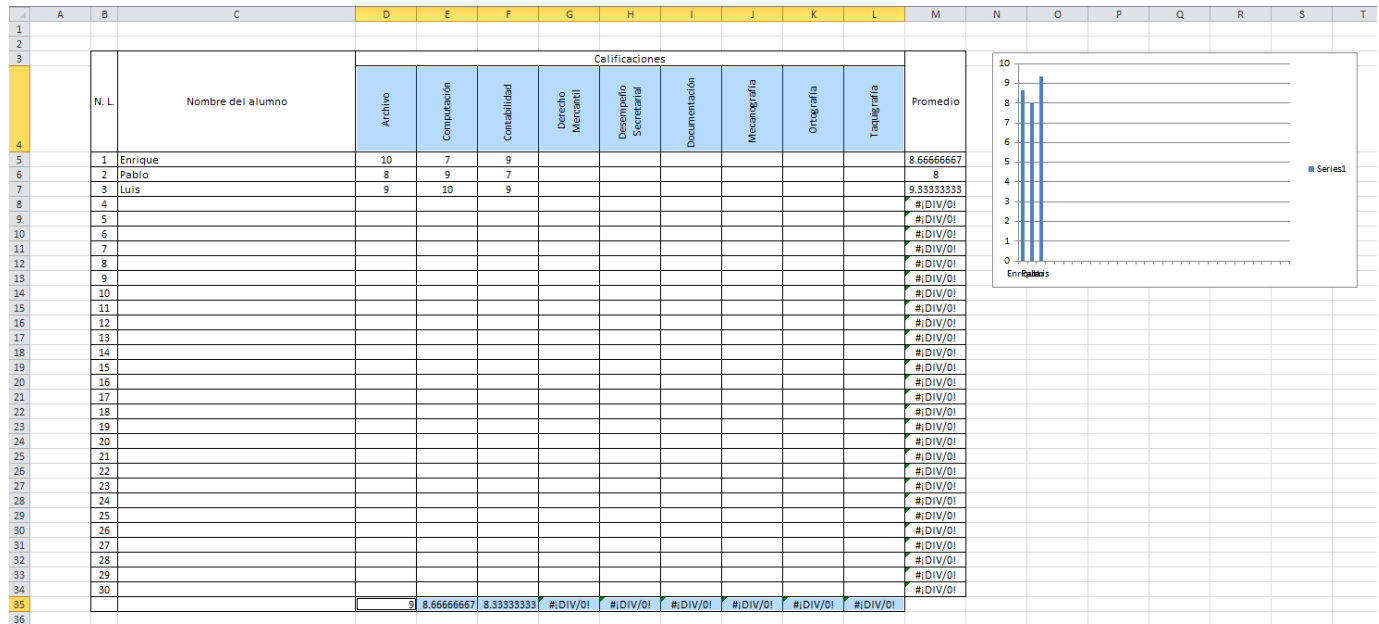 A B C D E F G H I J K L M N O P Q R S T
1
2
3 Calificaciones
4 N. L. Nombre del alumno Archivo Computación Contabilidad Derecho Mercantil Desempeño Secretarial Documentación Mecanografía Ortografía Taquigrafía Promedio
5 1 Enrique 10 7 9 8.66666667
6 2 Pablo 8 9 7 8
7 3 Luis 9 10 9 9.33333333
8 4 #¡DIV/0!
9 5 #¡DIV/0!
10 6 #¡DIV/0!
11 7 #¡DIV/0!
12 8 #¡DIV/0!
13 9 #¡DIV/0!
14 10 #¡DIV/0!
15 11 #¡DIV/0!
16 12 #¡DIV/0!
17 13 #¡DIV/0!
18 14 #¡DIV/0!
19 15 #¡DIV/0!
20 16 #¡DIV/0!
21 17 #¡DIV/0!
22 18 #¡DIV/0!
23 19 #¡DIV/0!
24 20 #¡DIV/0!
25 21 #¡DIV/0!
26 22 #¡DIV/0!
27 23 #¡DIV/0!
28 24 #¡DIV/0!
29 25 #¡DIV/0!
30 26 #¡DIV/0!
31 27 #¡DIV/0!
32 28 #¡DIV/0!
33 29 #¡DIV/0!
34 30 #¡DIV/0!
35 9 8.66666667 8.33333333 #¡DIV/0! #¡DIV/0! #¡DIV/0! #¡DIV/0! #¡DIV/0! #¡DIV/0!
36
10
9
8
7
6
5
4
3
2
1
0
Enrique Pablo Luis
Series1